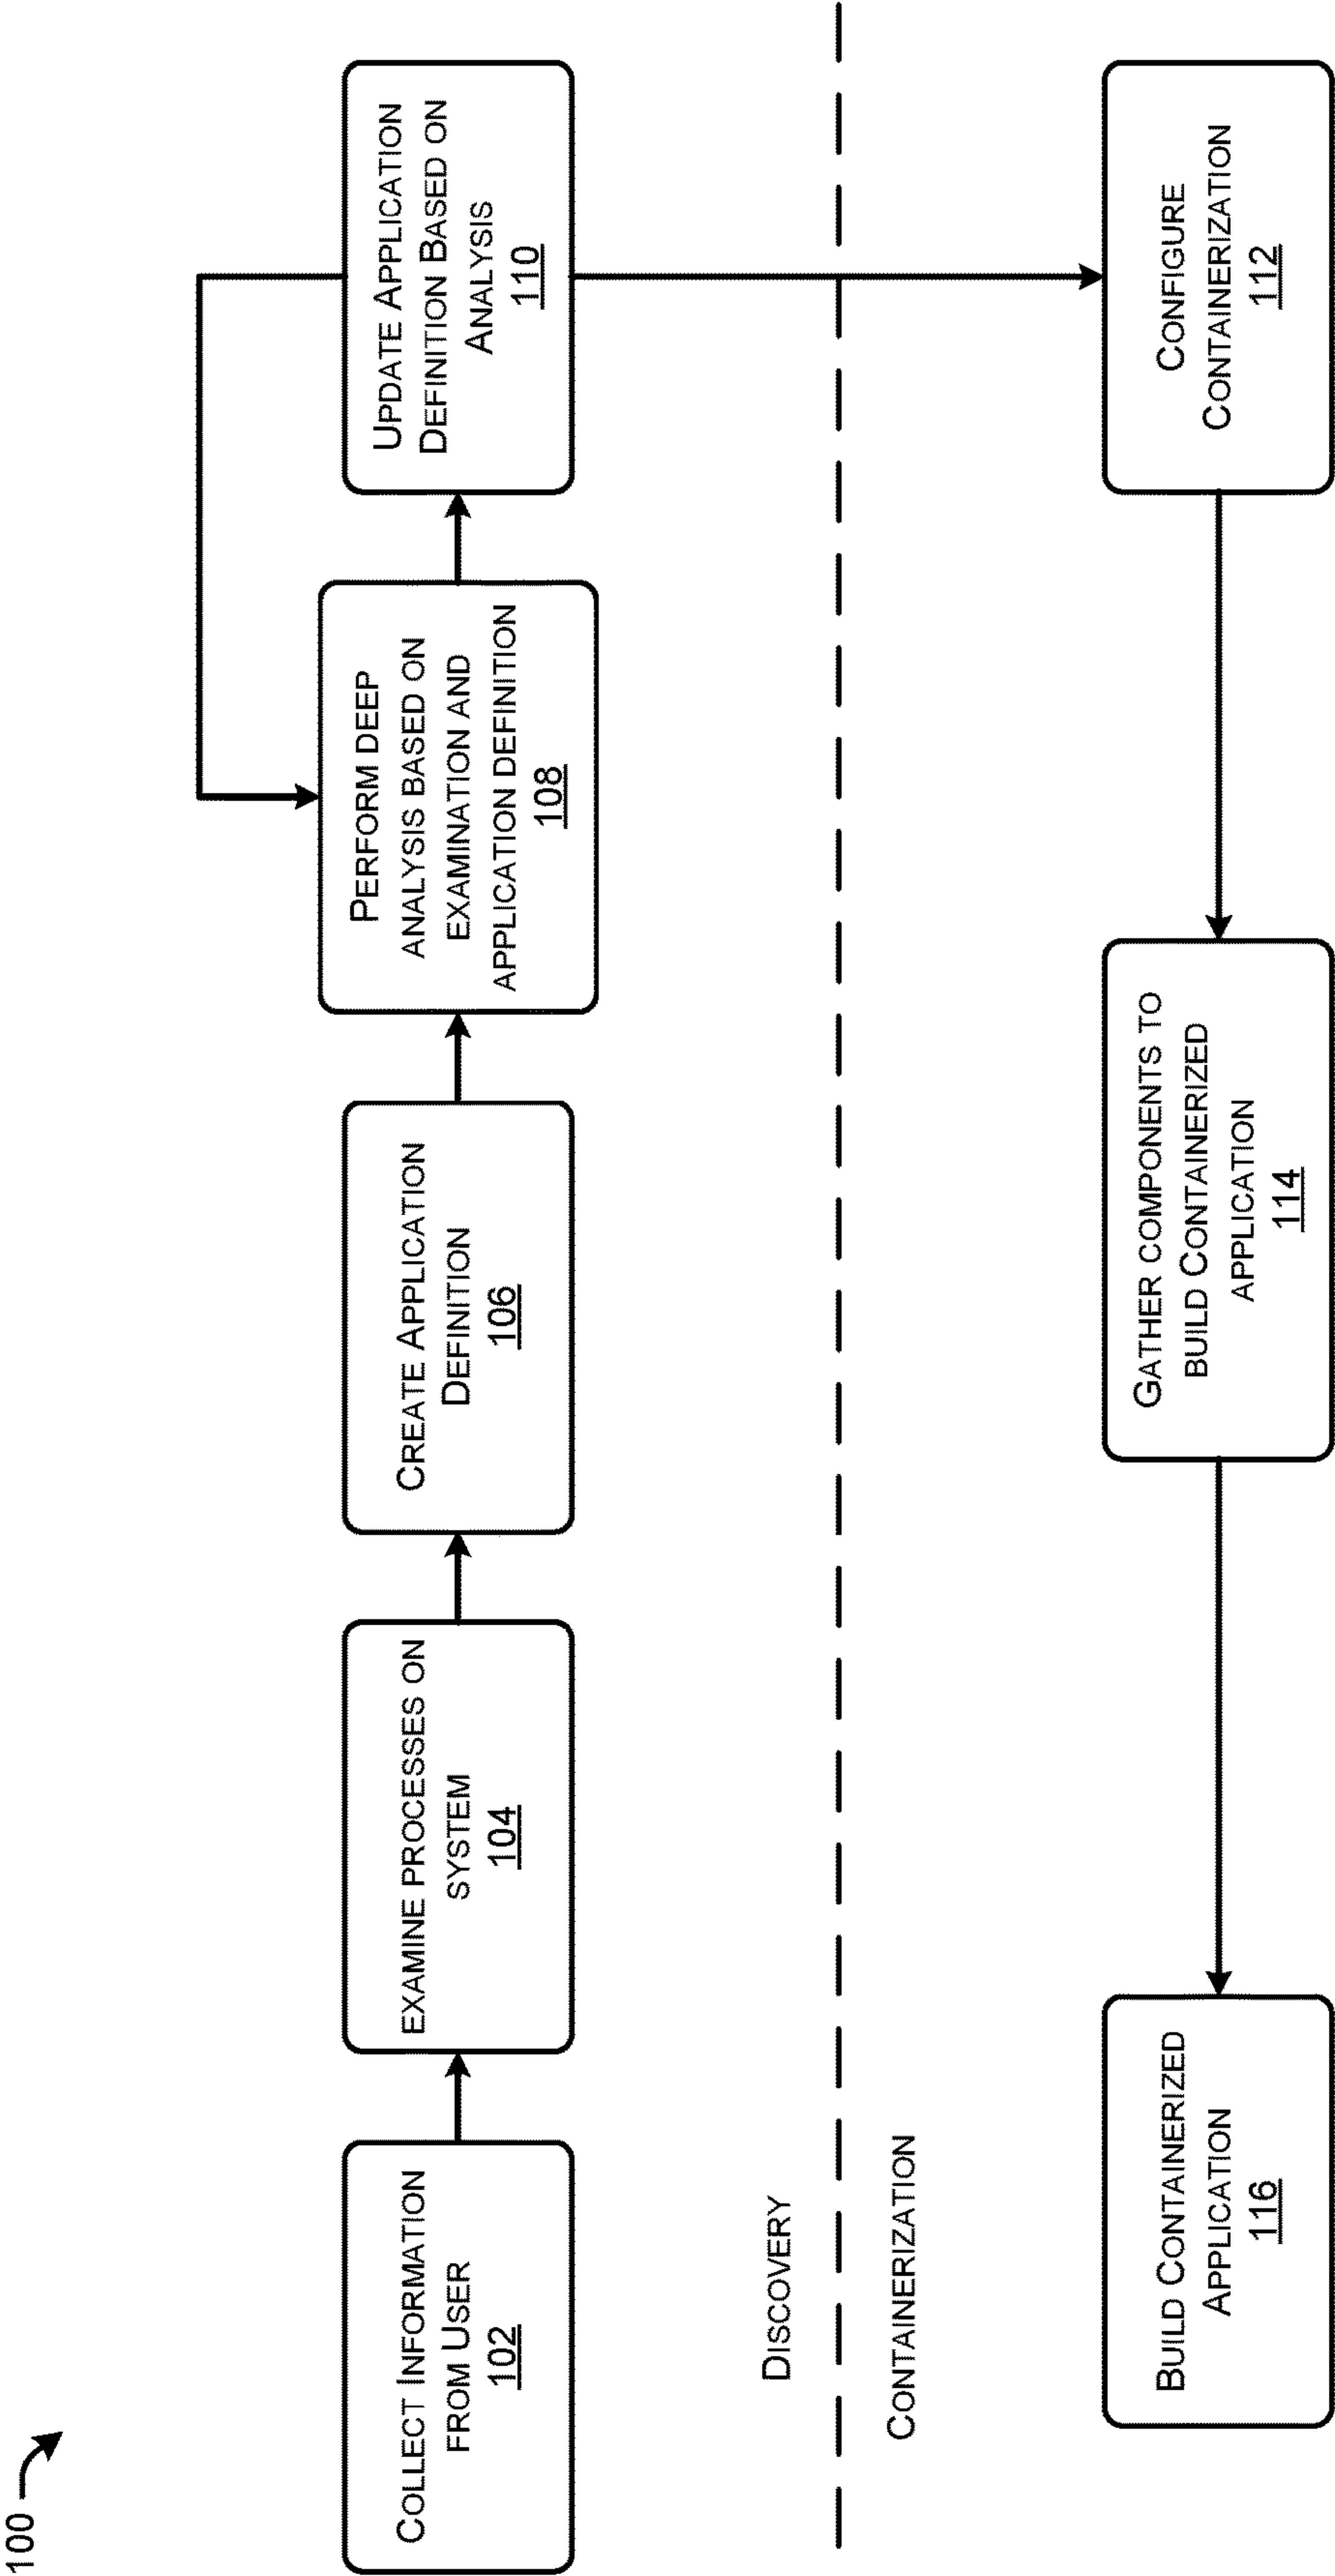 100
COLLECT INFORMATION
FROM USER
102
EXAMINE PROCESSES ON
SYSTEM
104
CREATE APPLICATION
DEFINITION
106
PERFORM DEEP
ANALYSIS BASED ON
EXAMINATION AND
APPLICATION DEFINITION
108
UPDATE APPLICATION
DEFINITION BASED ON
ANALYSIS
110
DISCOVERY
CONTAINERIZATION
BUILD CONTAINERIZED
APPLICATION
116
GATHER COMPONENTS TO
BUILD CONTAINERIZED
APPLICATION
114
CONFIGURE
CONTAINERIZATION
112